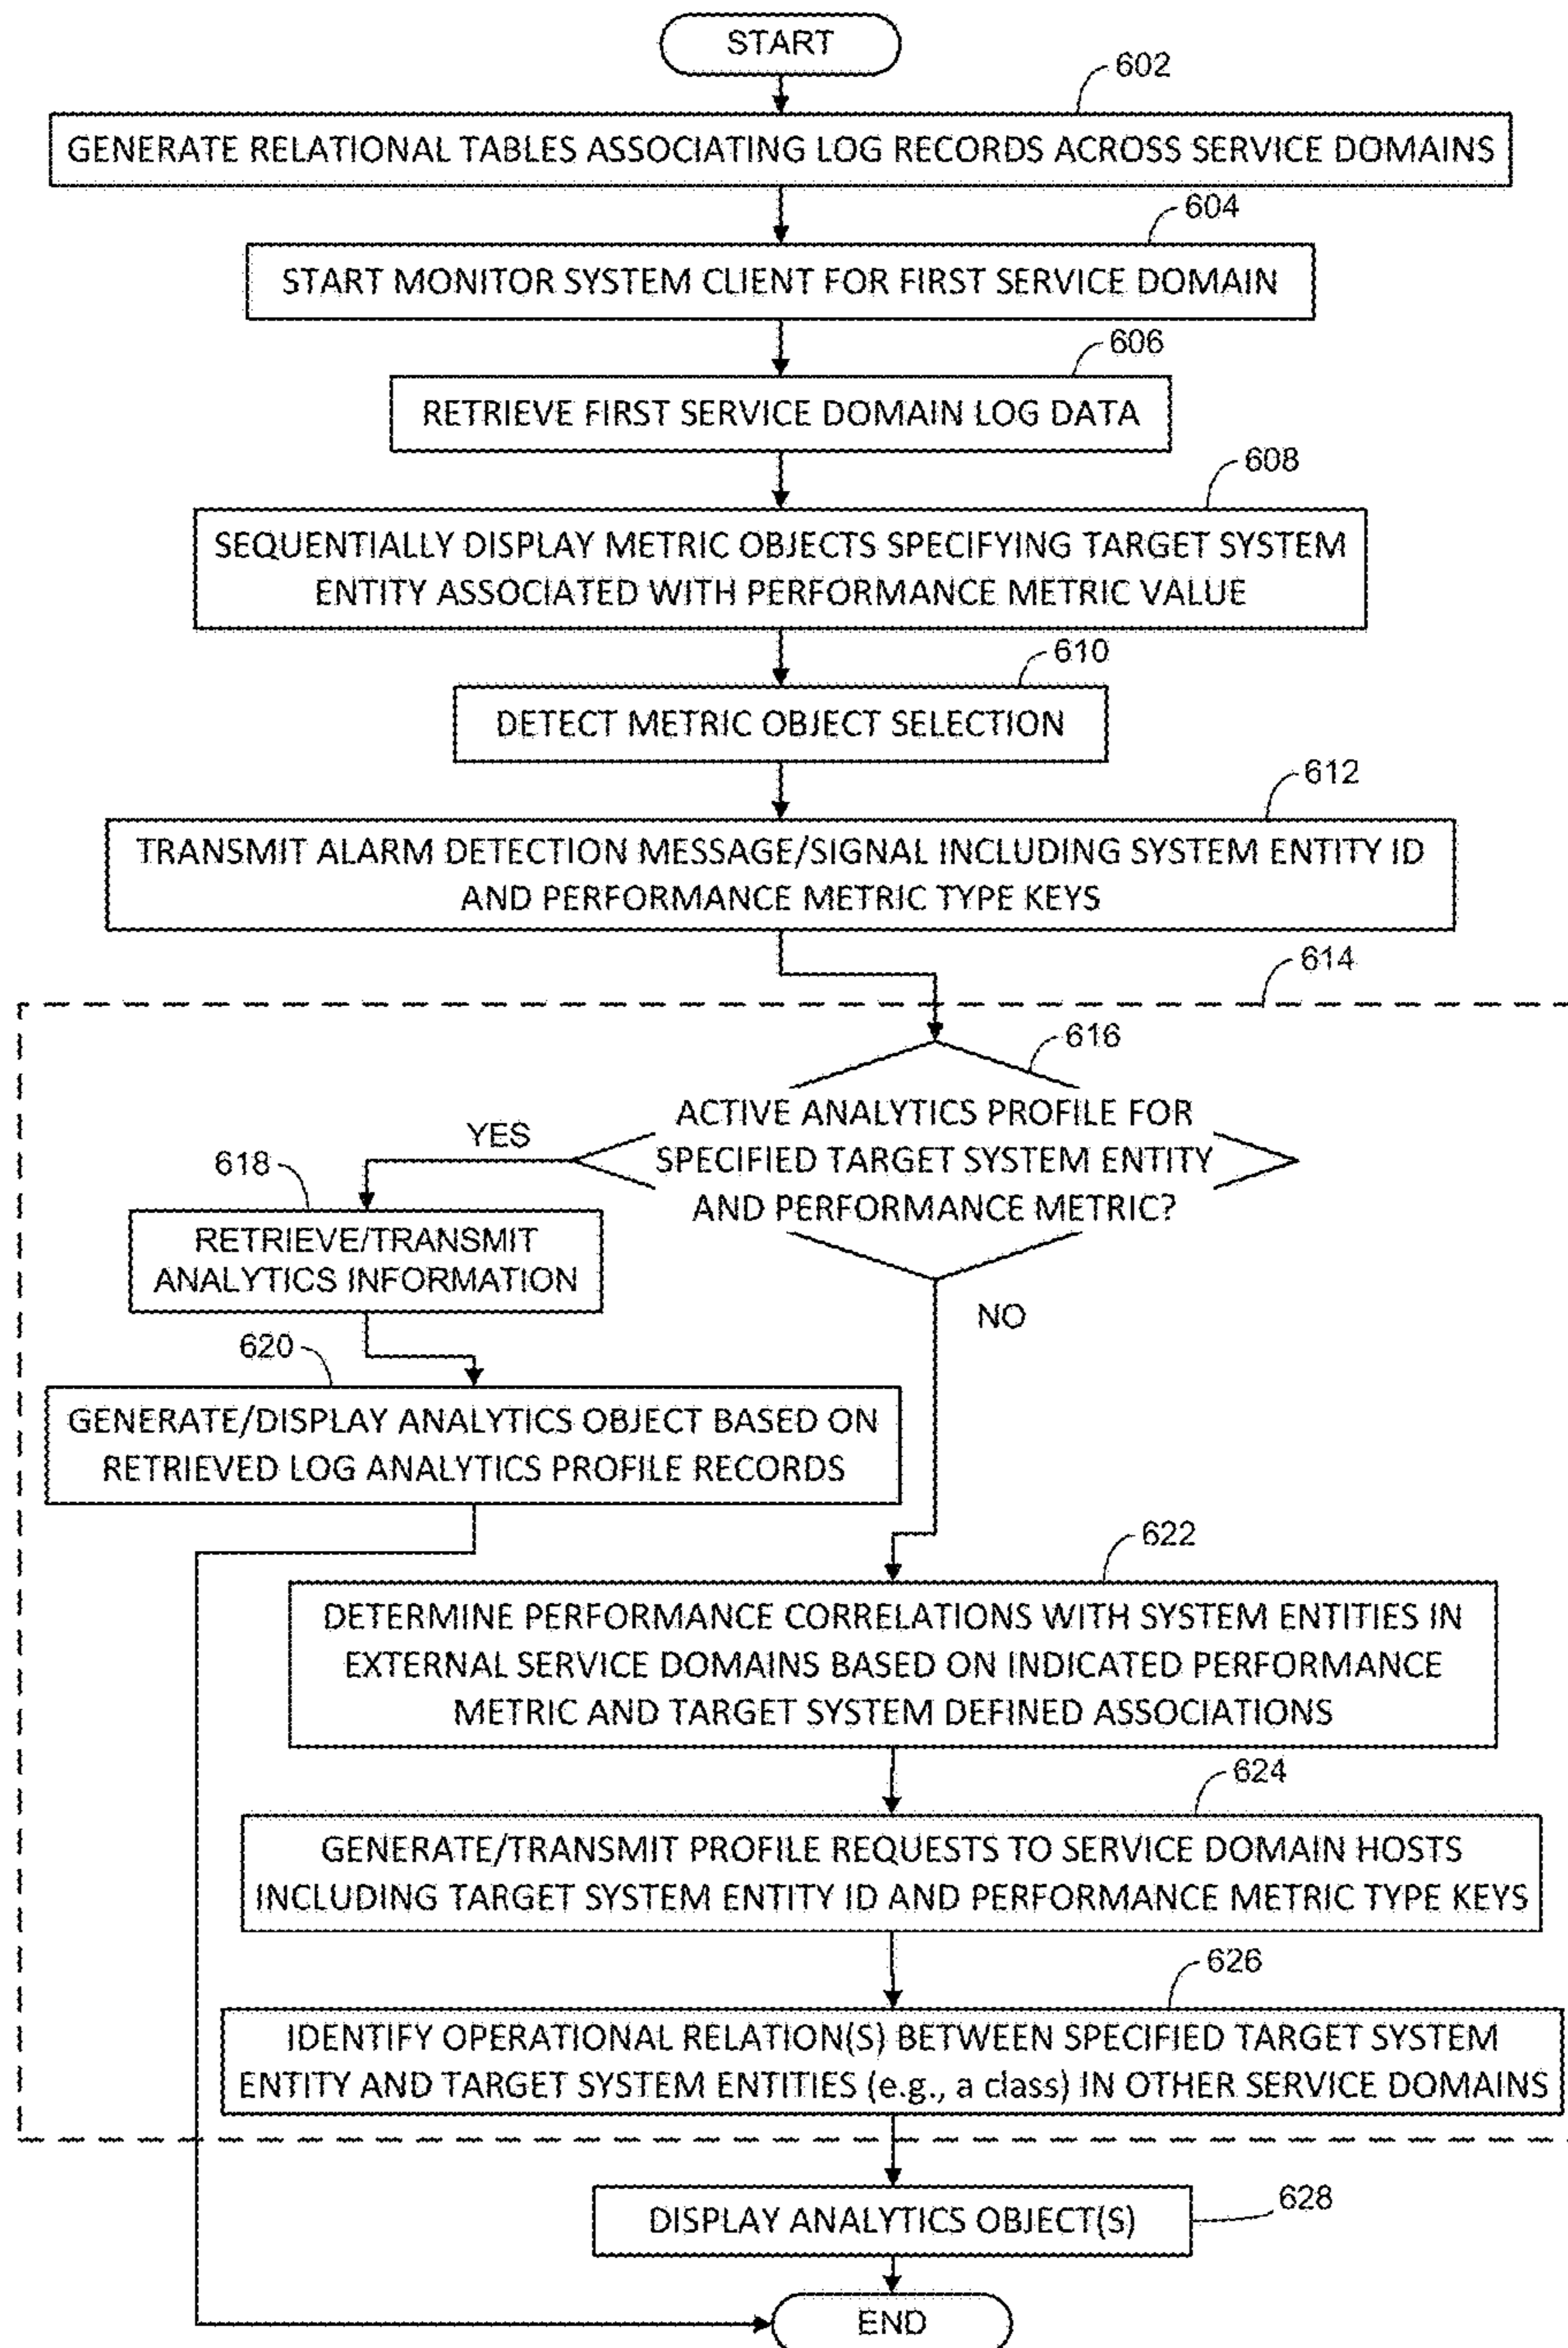 START
602
GENERATE RELATIONAL TABLES ASSOCIATING LOG RECORDS ACROSS SERVICE DOMAINS
604
START MONITOR SYSTEM CLIENT FOR FIRST SERVICE DOMAIN
606
RETRIEVE FIRST SERVICE DOMAIN LOG DATA
608
SEQUENTIALLY DISPLAY METRIC OBJECTS SPECIFYING TARGET SYSTEM
ENTITY ASSOCIATED WITH PERFORMANCE METRIC VALUE
610
DETECT METRIC OBJECT SELECTION
612
TRANSMIT ALARM DETECTION MESSAGE/SIGNAL INCLUDING SYSTEM ENTITY ID
AND PERFORMANCE METRIC TYPE KEYS
614
616
ACTIVE ANALYTICS PROFILE FOR
SPECIFIED TARGET SYSTEM ENTITY
AND PERFORMANCE METRIC?
YES
618
RETRIEVE/TRANSMIT
ANALYTICS INFORMATION
NO
620
GENERATE/DISPLAY ANALYTICS OBJECT BASED ON
RETRIEVED LOG ANALYTICS PROFILE RECORDS
622
DETERMINE PERFORMANCE CORRELATIONS WITH SYSTEM ENTITIES IN
EXTERNAL SERVICE DOMAINS BASED ON INDICATED PERFORMANCE
METRIC AND TARGET SYSTEM DEFINED ASSOCIATIONS
624
GENERATE/TRANSMIT PROFILE REQUESTS TO SERVICE DOMAIN HOSTS
INCLUDING TARGET SYSTEM ENTITY ID AND PERFORMANCE METRIC TYPE KEYS
626
IDENTIFY OPERATIONAL RELATION(S) BETWEEN SPECIFIED TARGET SYSTEM
ENTITY AND TARGET SYSTEM ENTITIES (e.g., a class) IN OTHER SERVICE DOMAINS
628
DISPLAY ANALYTICS OBJECT(S)
END